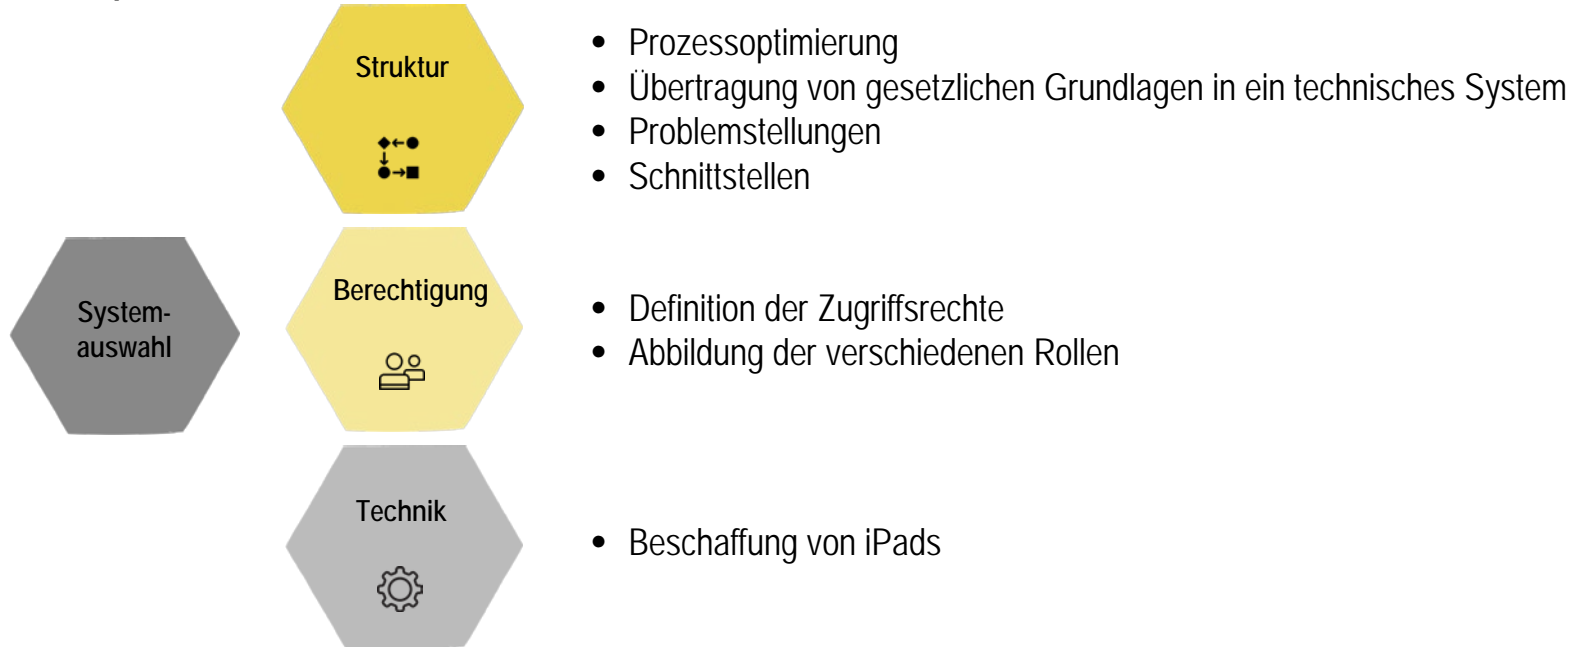 Struktur
• Prozessoptimierung
• Übertragung von gesetzlichen Grundlagen in ein technisches System
• Problemstellungen
• Schnittstellen
System-
auswahl
Berechtigung
• Definition der Zugriffsrechte
• Abbildung der verschiedenen Rollen
Technik
• Beschaffung von iPads